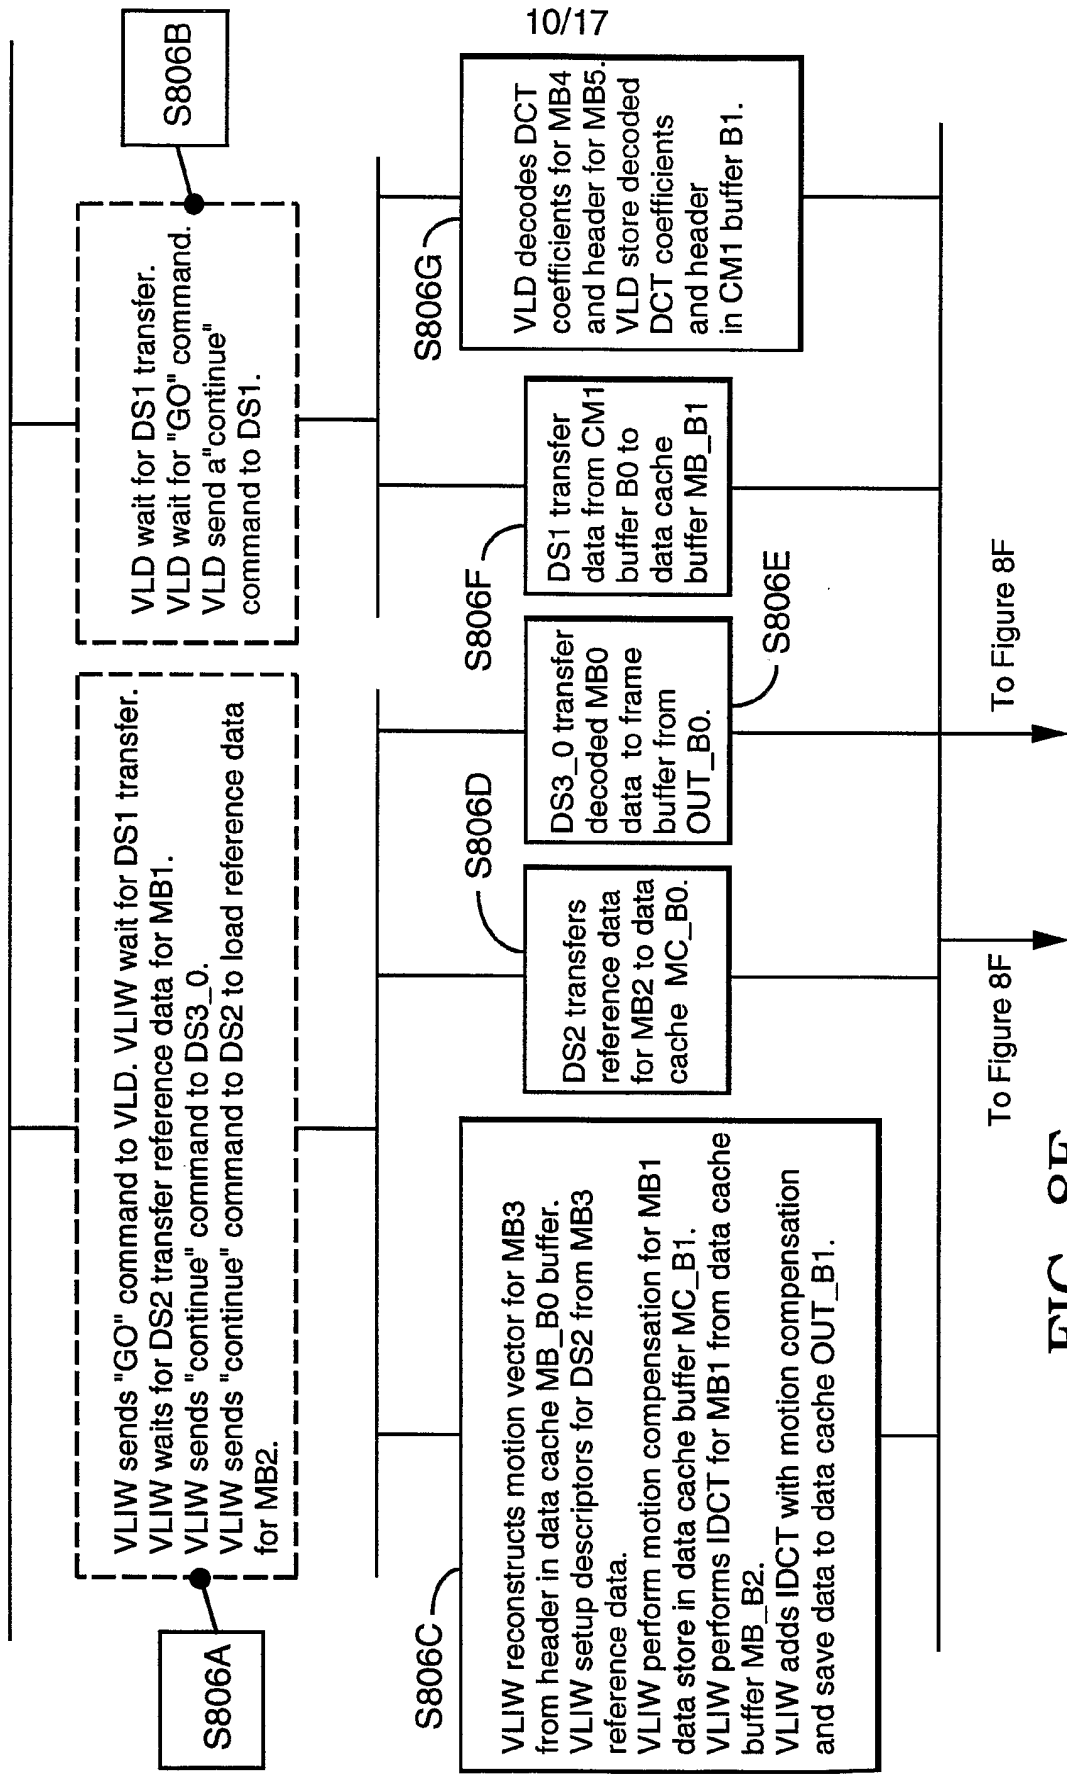 10/17
S806A
VLIW sends "GO" command to VLD. VLIW wait for DS1 transfer.
VLIW waits for DS2 transfer reference data for MB1.
VLIW sends "continue" command to DS3_0.
VLIW sends "continue" command to DS2 to load reference data
for MB2.
VLD wait for DS1 transfer.
VLD wait for "GO" command.
VLD send a"continue"
command to DS1.
S806B
S806C
VLIW reconstructs motion vector for MB3
from header in data cache MB_B0 buffer.
VLIW setup descriptors for DS2 from MB3
reference data.
VLIW perform motion compensation for MB1
data store in data cache buffer MC_B1.
VLIW performs IDCT for MB1 from data cache
buffer MB_B2.
VLIW adds IDCT with motion compensation
and save data to data cache OUT_B1.
S806D
DS2 transfers
reference data
for MB2 to data
cache MC_B0.
DS3_0 transfer
decoded MB0
data to frame
buffer from
OUT_B0.
S806E
S806F
DS1 transfer
data from CM1
buffer B0 to
data cache
buffer MB_B1
S806G
VLD decodes DCT
coefficients for MB4
and header for MB5.
VLD store decoded
DCT coefficients
and header
in CM1 buffer B1.
To Figure 8F
To Figure 8F